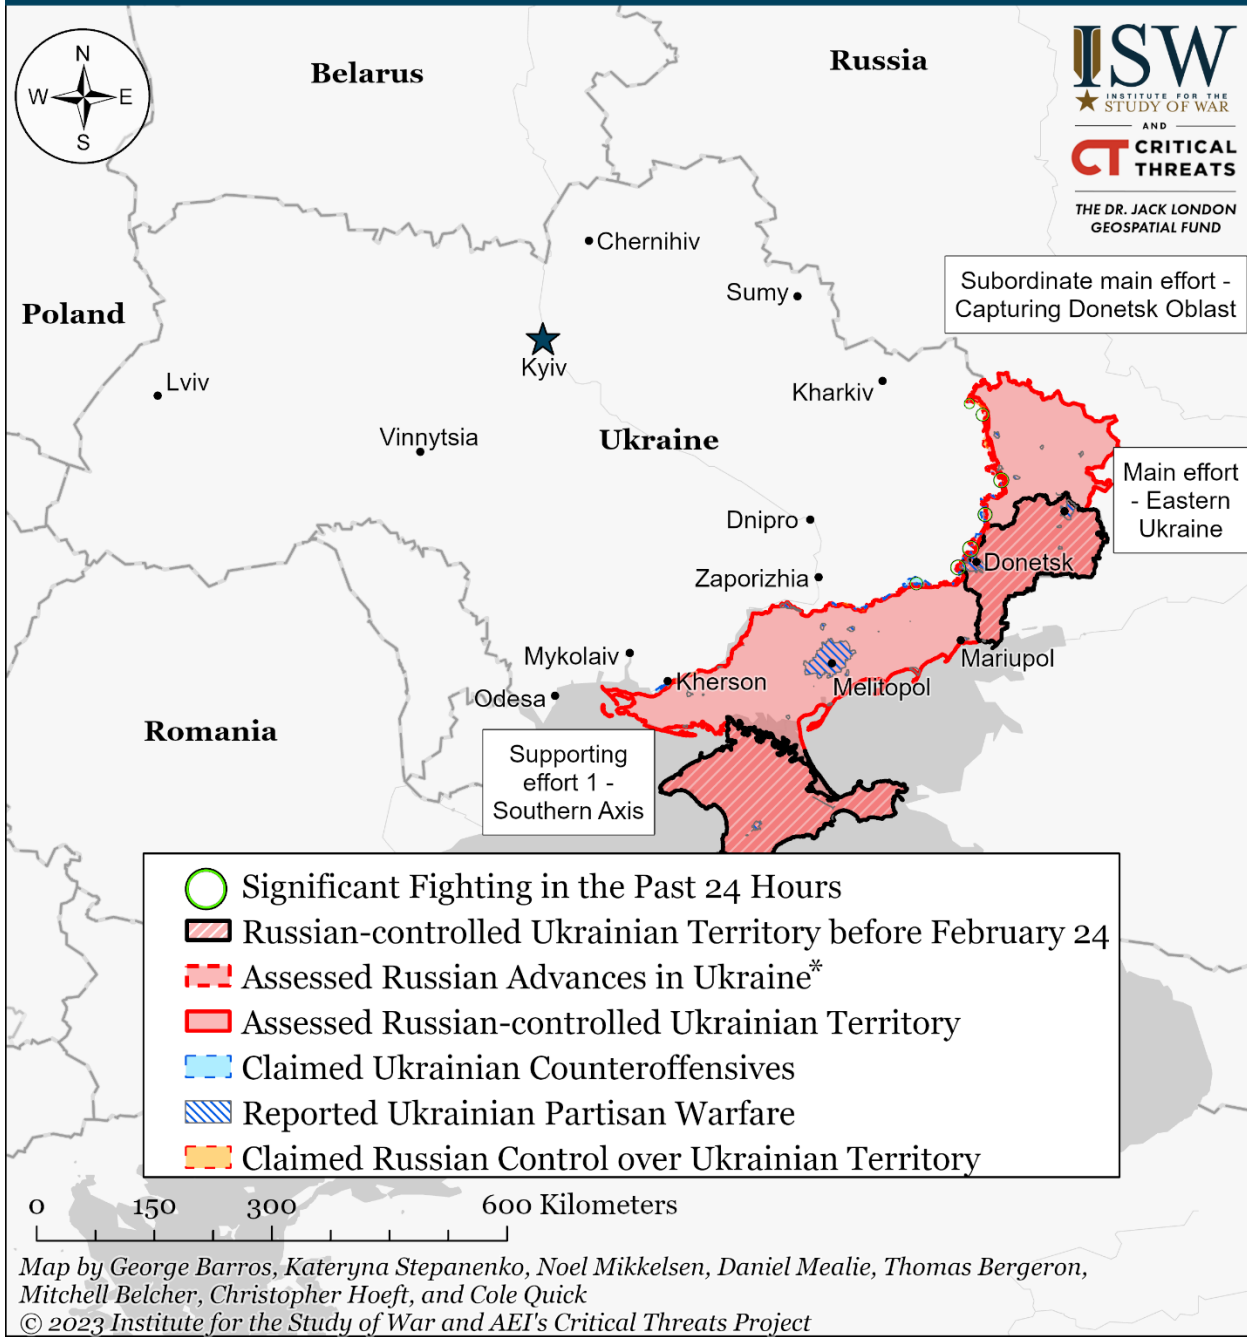 N
W
E
S
Belarus
Russia
ISW
INSTITUTE FOR THE
STUDY OF WAR
AND
CT CRITICAL
THREATS
THE DR. JACK LONDON
GEOSPATIAL FUND
Chernihiv
Subordinate main effort -
Capturing Donetsk Oblast
Sumy
Poland
Kyiv
Lviv
Kharkiv
Vinnytsia
Ukraine
Main effort
- Eastern
Ukraine
Dnipro
Donetsk
Zaporizhia
Mykolaiv
Mariupol
Kherson
Melitopol
Odesa
Romania
Supporting
effort 1 -
Southern Axis
Significant Fighting in the Past 24 Hours
Russian-controlled Ukrainian Territory before February 24
Assessed Russian Advances in Ukraine*
Assessed Russian-controlled Ukrainian Territory
Claimed Ukrainian Counteroffensives
Reported Ukrainian Partisan Warfare
Claimed Russian Control over Ukrainian Territory
0 150 300 600 Kilometers
Map by George Barros, Kateryna Stepanenko, Noel Mikkelsen, Daniel Mealie, Thomas Bergeron,
Mitchell Belcher, Christopher Hoeft, and Cole Quick
© 2023 Institute for the Study of War and AEI's Critical Threats Project